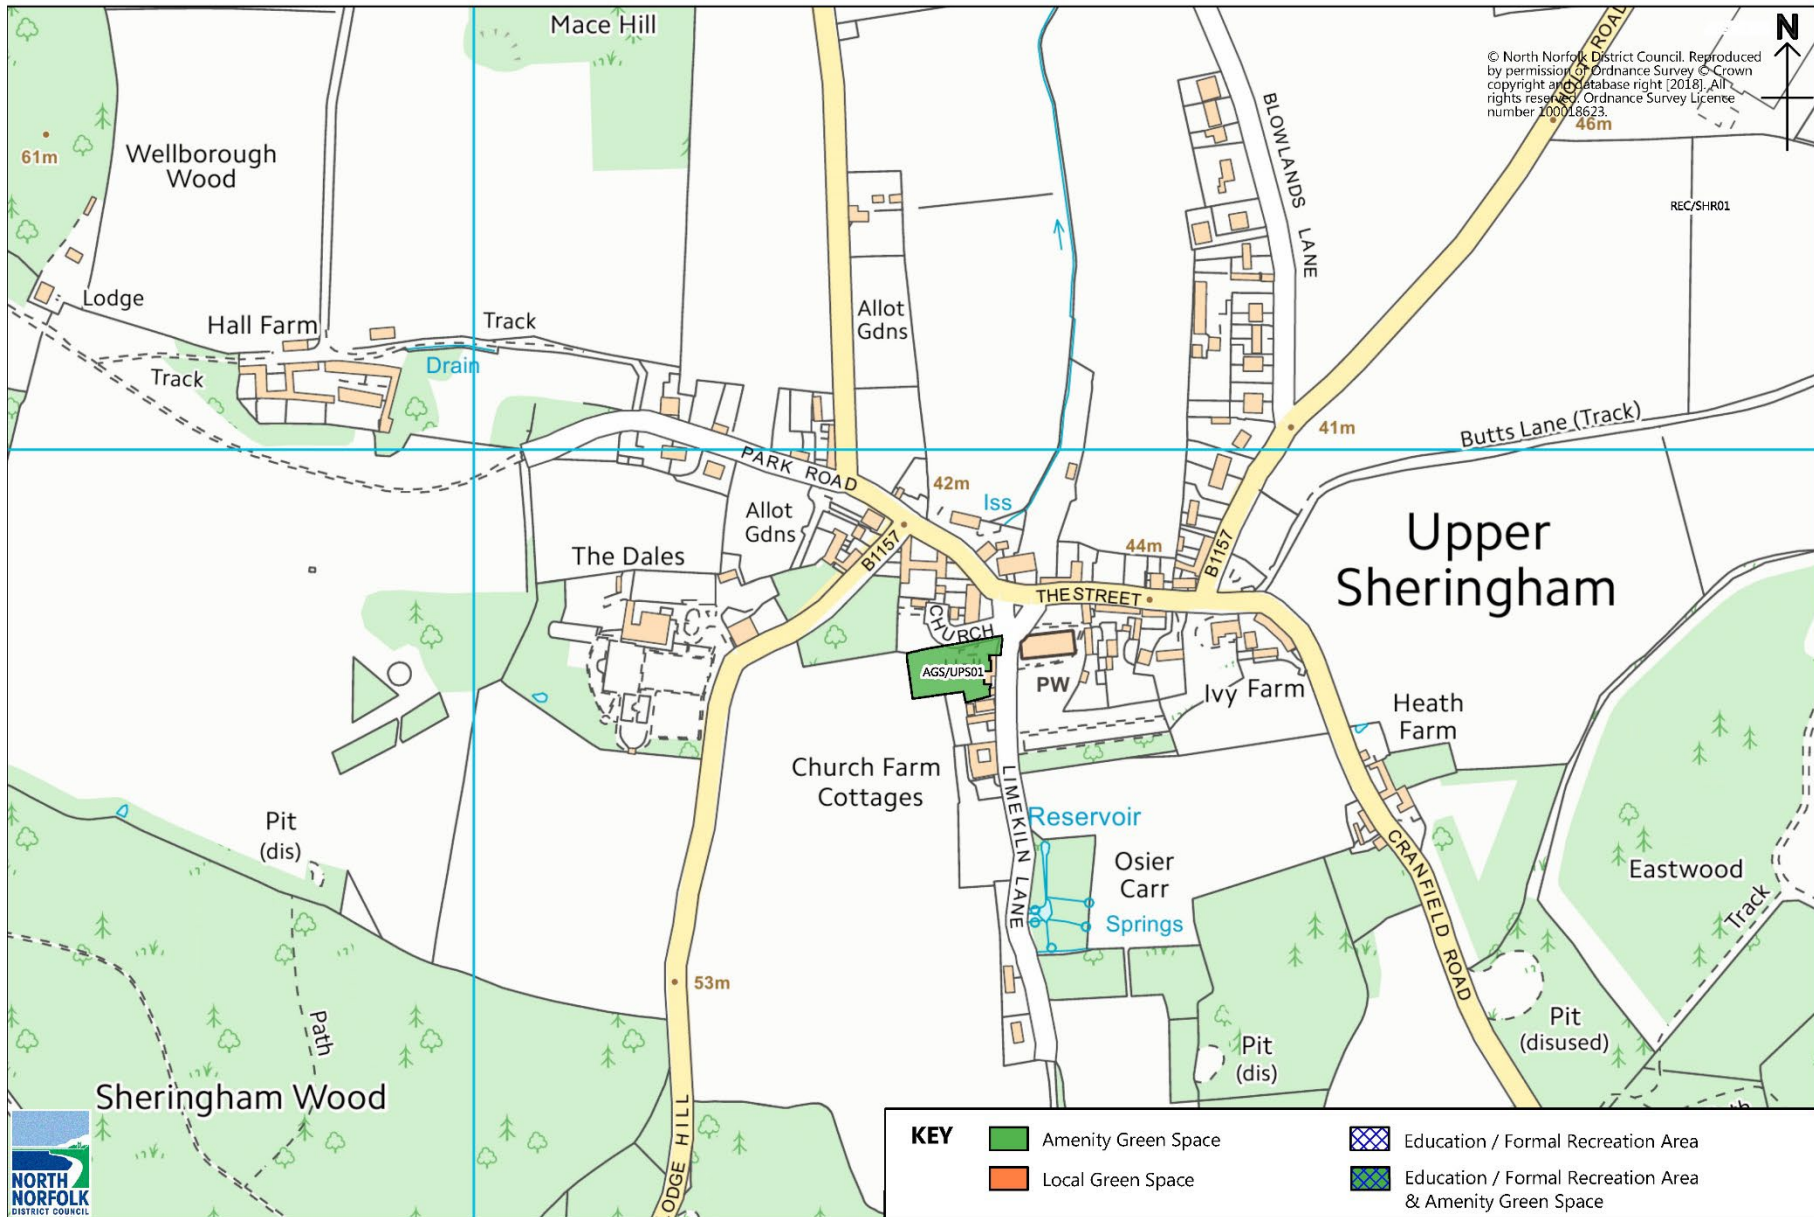 Mace Hill
N
© North Norfolk District Council. Reproduced
by permission of Ordnance Survey © Crown
copyright and database right [2018]. All
rights reserved. Ordnance Survey Licence
number 100018623.
HOLT ROAD
46m
61m
Wellborough
Wood
BLOWLANDS LANE
REC/SHR01
Lodge
Hall Farm
Track
Allot
Gdns
Drain
Track
41m
Butts Lane (Track)
PARK ROAD
42m
Iss
Allot
Gdns
B1157
The Dales
44m
B1157
Upper
Sheringham
THE STREET
CHURCH
AGS/UPS01
PW
Ivy Farm
Heath
Farm
Church Farm
Cottages
LIMEKILN LANE
Reservoir
Pit
(dis)
Osier
Carr
Springs
CRANFIELD ROAD
Eastwood
Track
53m
Path
Pit
(disused)
Pit
(dis)
Sheringham Wood
ODGE HILL
KEY
Amenity Green Space
Education / Formal Recreation Area
Local Green Space
Education / Formal Recreation Area
& Amenity Green Space
NORTH
NORFOLK
DISTRICT COUNCIL